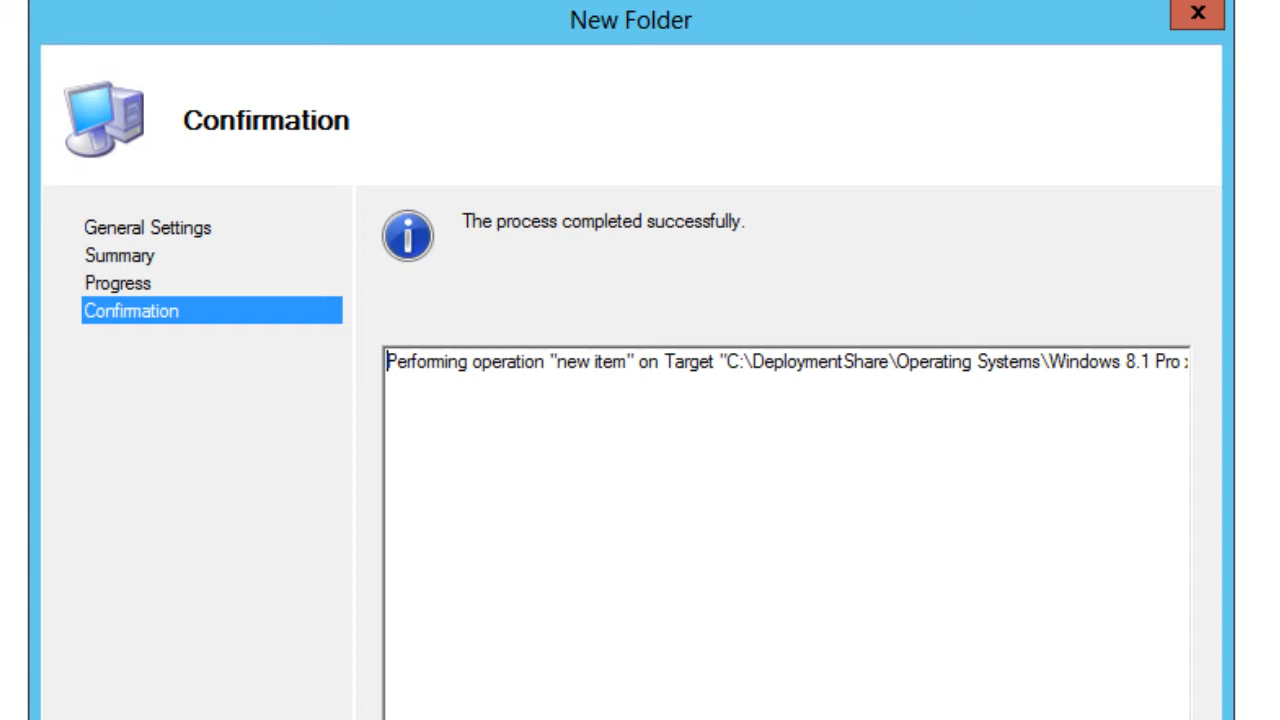 New Folder
x
Confirmation
General Settings
Summary
Progress
Confirmation
The process completed successfully.
Performing operation "new item" on Target "C:\DeploymentShare\Operating Systems\Windows 8.1 Pro